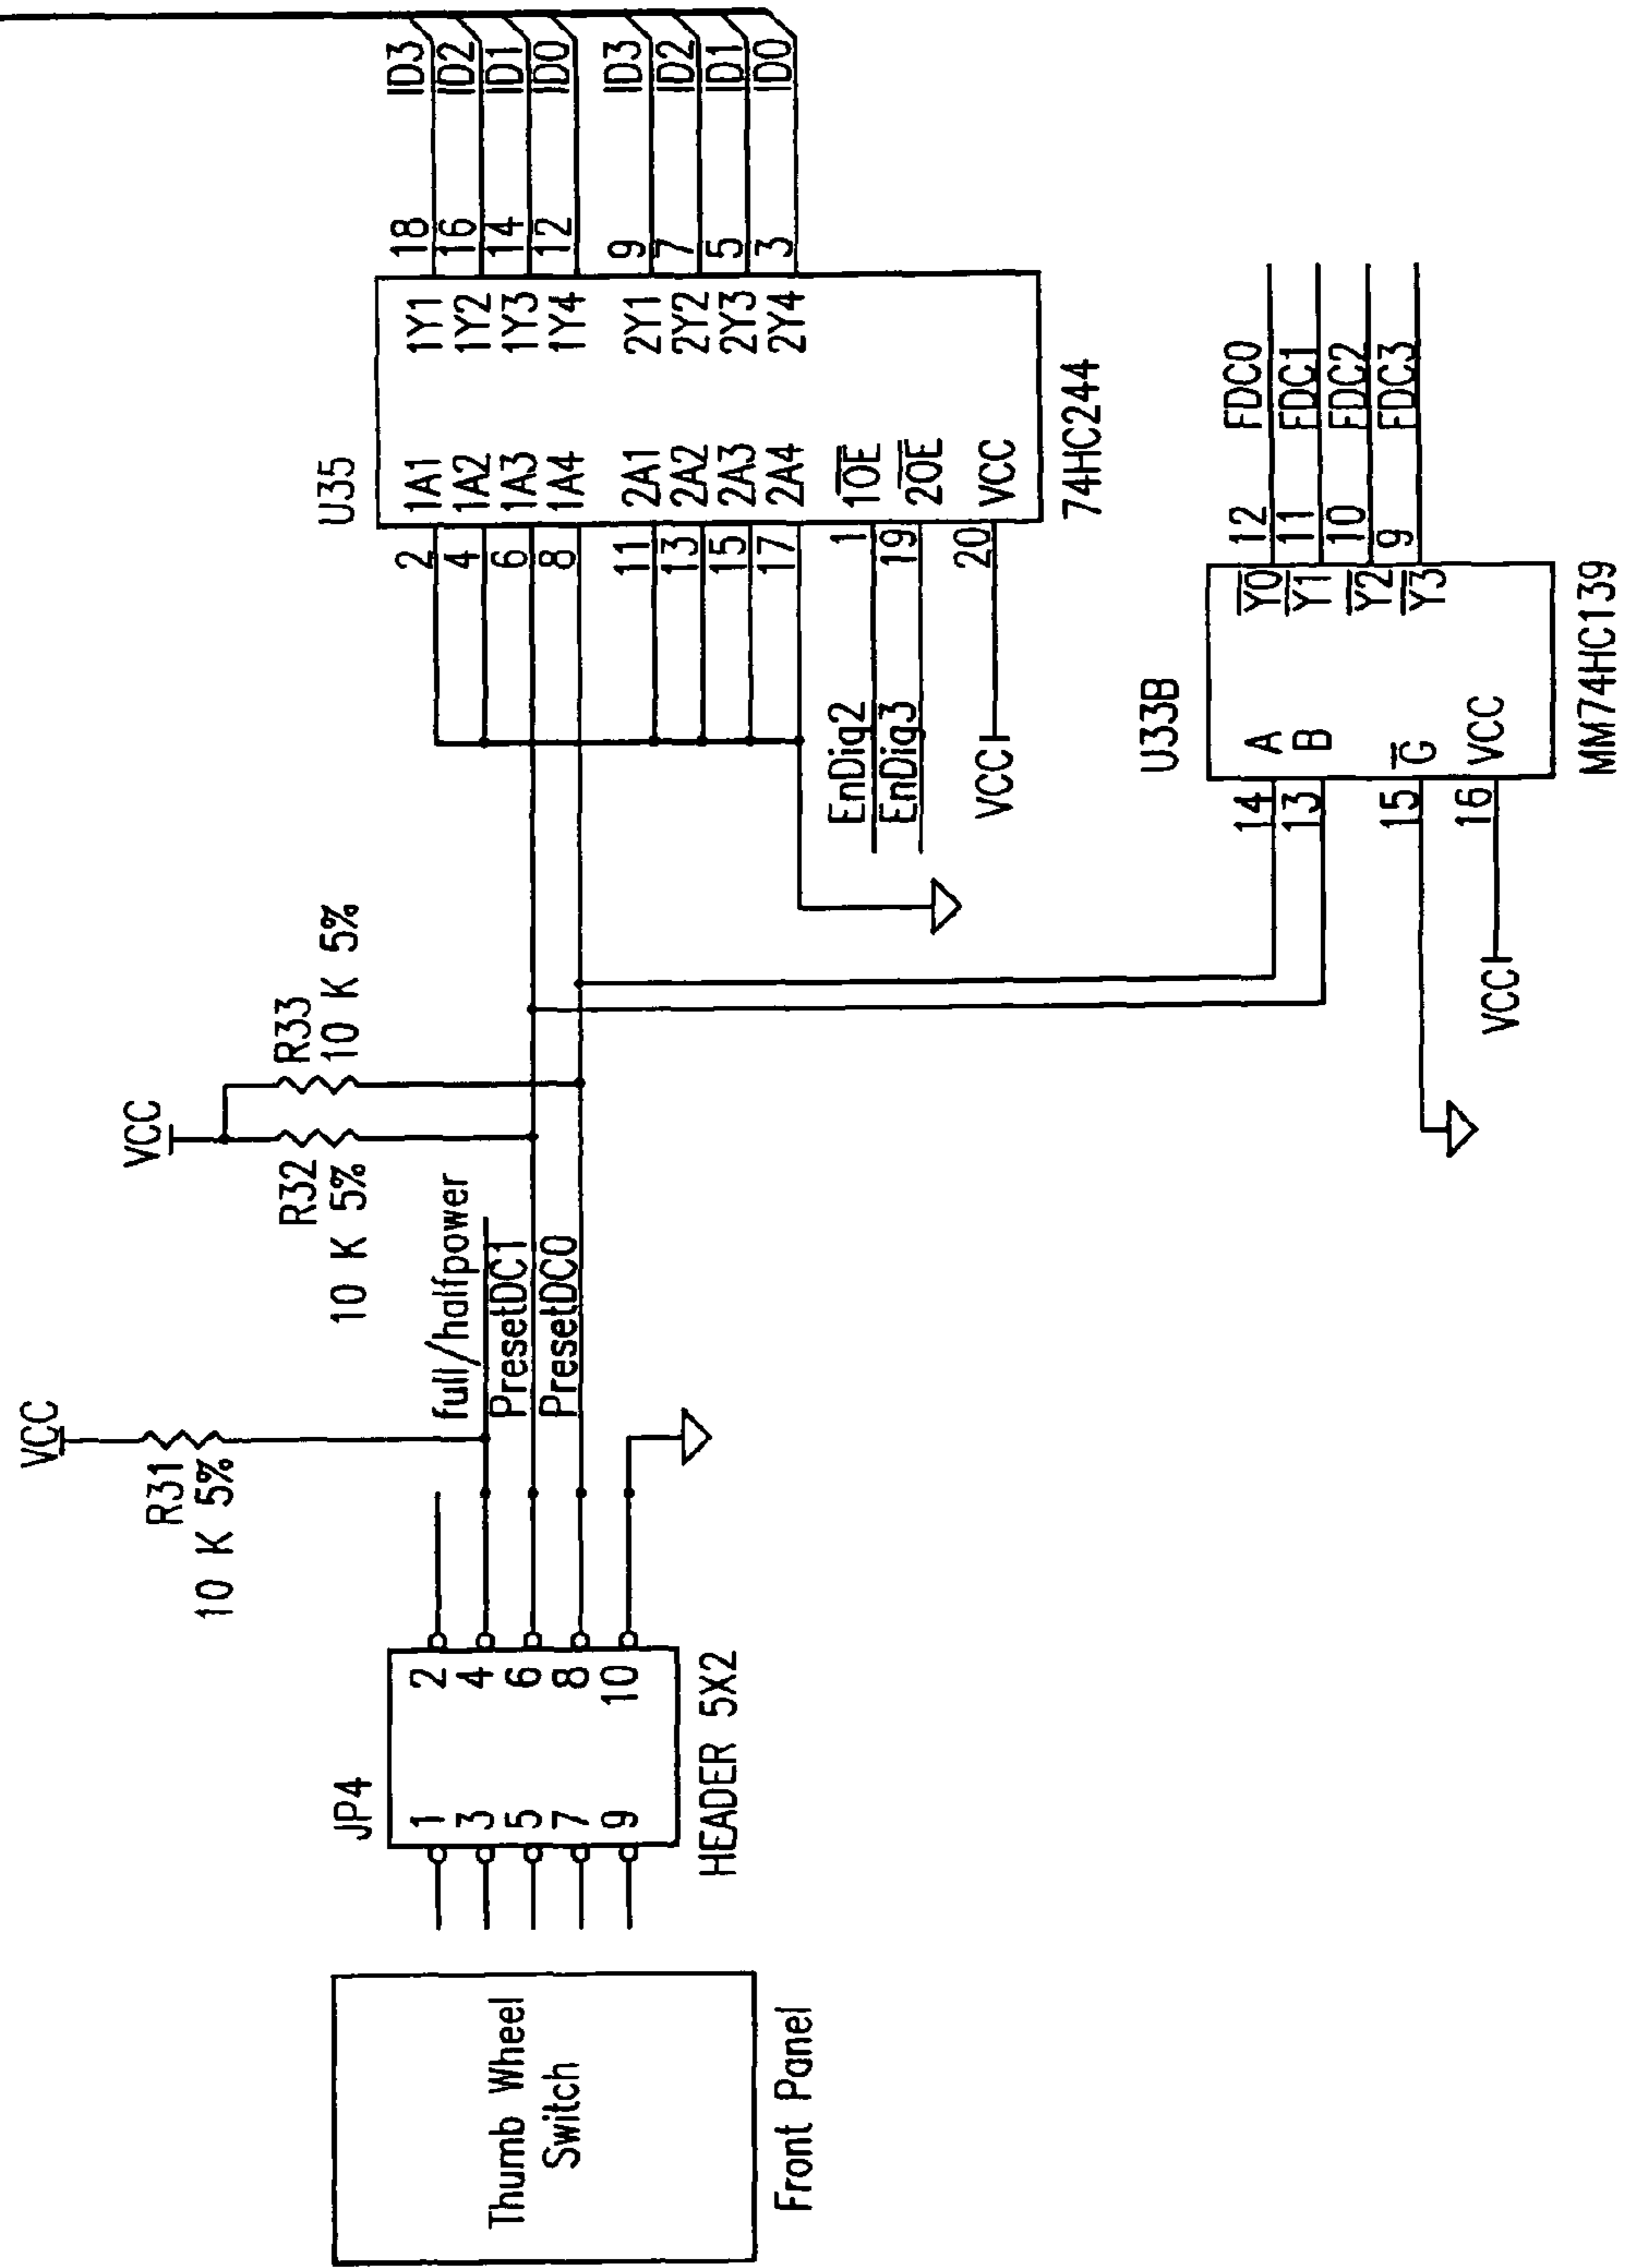 Thumb Wheel
Switch
Front Panel
JP4
1 2
3 4
5 6
7 8
9 10
HEADER 5X2
VCC
R31
10 K 5%
full/halfpower
PresetDC1
PresetDC0
VCC
R32
10 K 5%
R33
10 K 5%
U35
2 1A1 1Y1 18 ID3
4 1A2 1Y2 16 ID2
6 1A3 1Y3 14 ID1
8 1A4 1Y4 12 ID0
11 2A1 2Y1 9 ID3
13 2A2 2Y2 7 ID2
15 2A3 2Y3 5 ID1
17 2A4 2Y4 3 ID0
EnDig2 1 1OE
EnDig3 19 2OE
VCC 20 VCC
74HC244
U33B
14 A Y0 12 FDC0
13 B Y1 11 FDC1
Y2 10 FDC2
15 G Y3 9 FDC3
VCC 16 VCC
MM74HC139